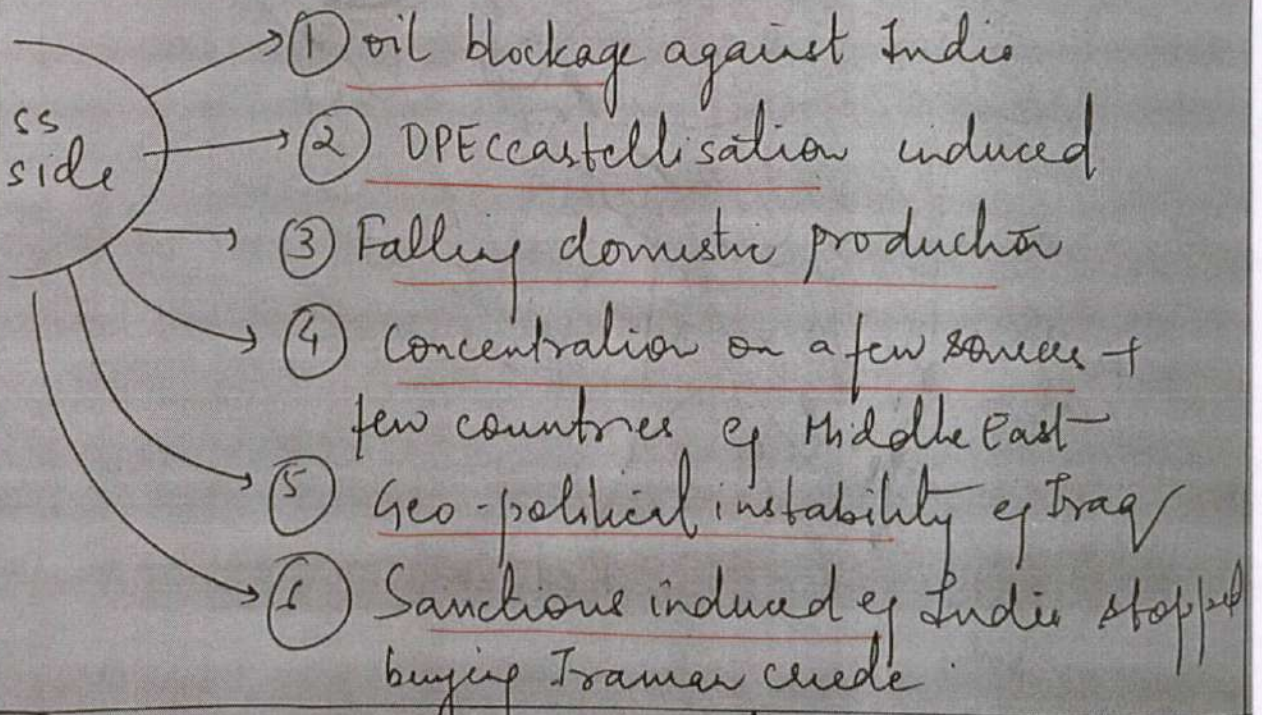 ss
side
① oil blockage against India
② OPECcastellisation induced
③ Falling domestic production
④ Concentration on a few sources +
few countries eg Middle East
⑤ Geo-political instability eg Iraq
⑥ Sanctions induced eg India stopped
buying Iranian crude